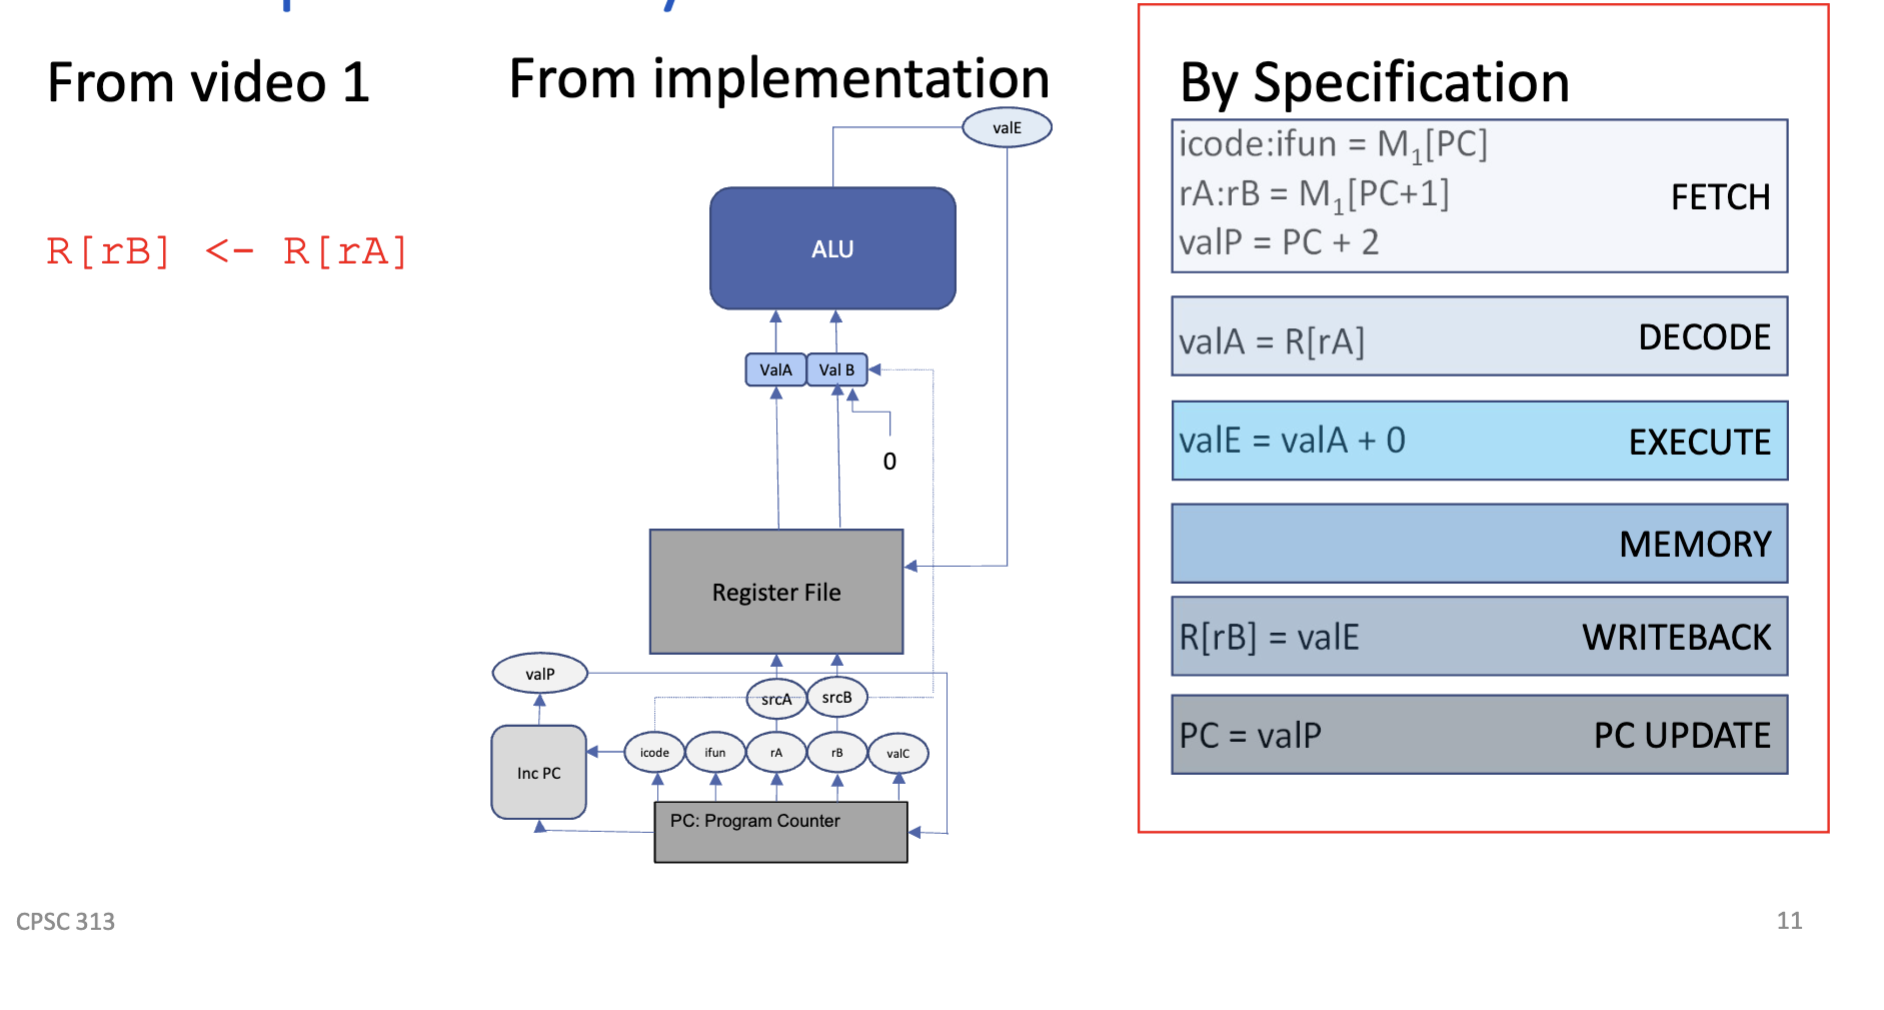 From video 1
R[rB] <- R[rA]
From implementation
valE
ALU
ValA
Val B
0
Register File
valP
srcA
srcB
icode
ifun
rA
rB
valC
Inc PC
PC: Program Counter
By Specification
icode:ifun = M₁[PC]
rA:rB = M₁[PC+1]
valP = PC + 2
FETCH
valA = R[rA]
DECODE
valE = valA + 0
EXECUTE
MEMORY
R[rB] = valE
WRITEBACK
PC = valP
PC UPDATE
CPSC 313
11